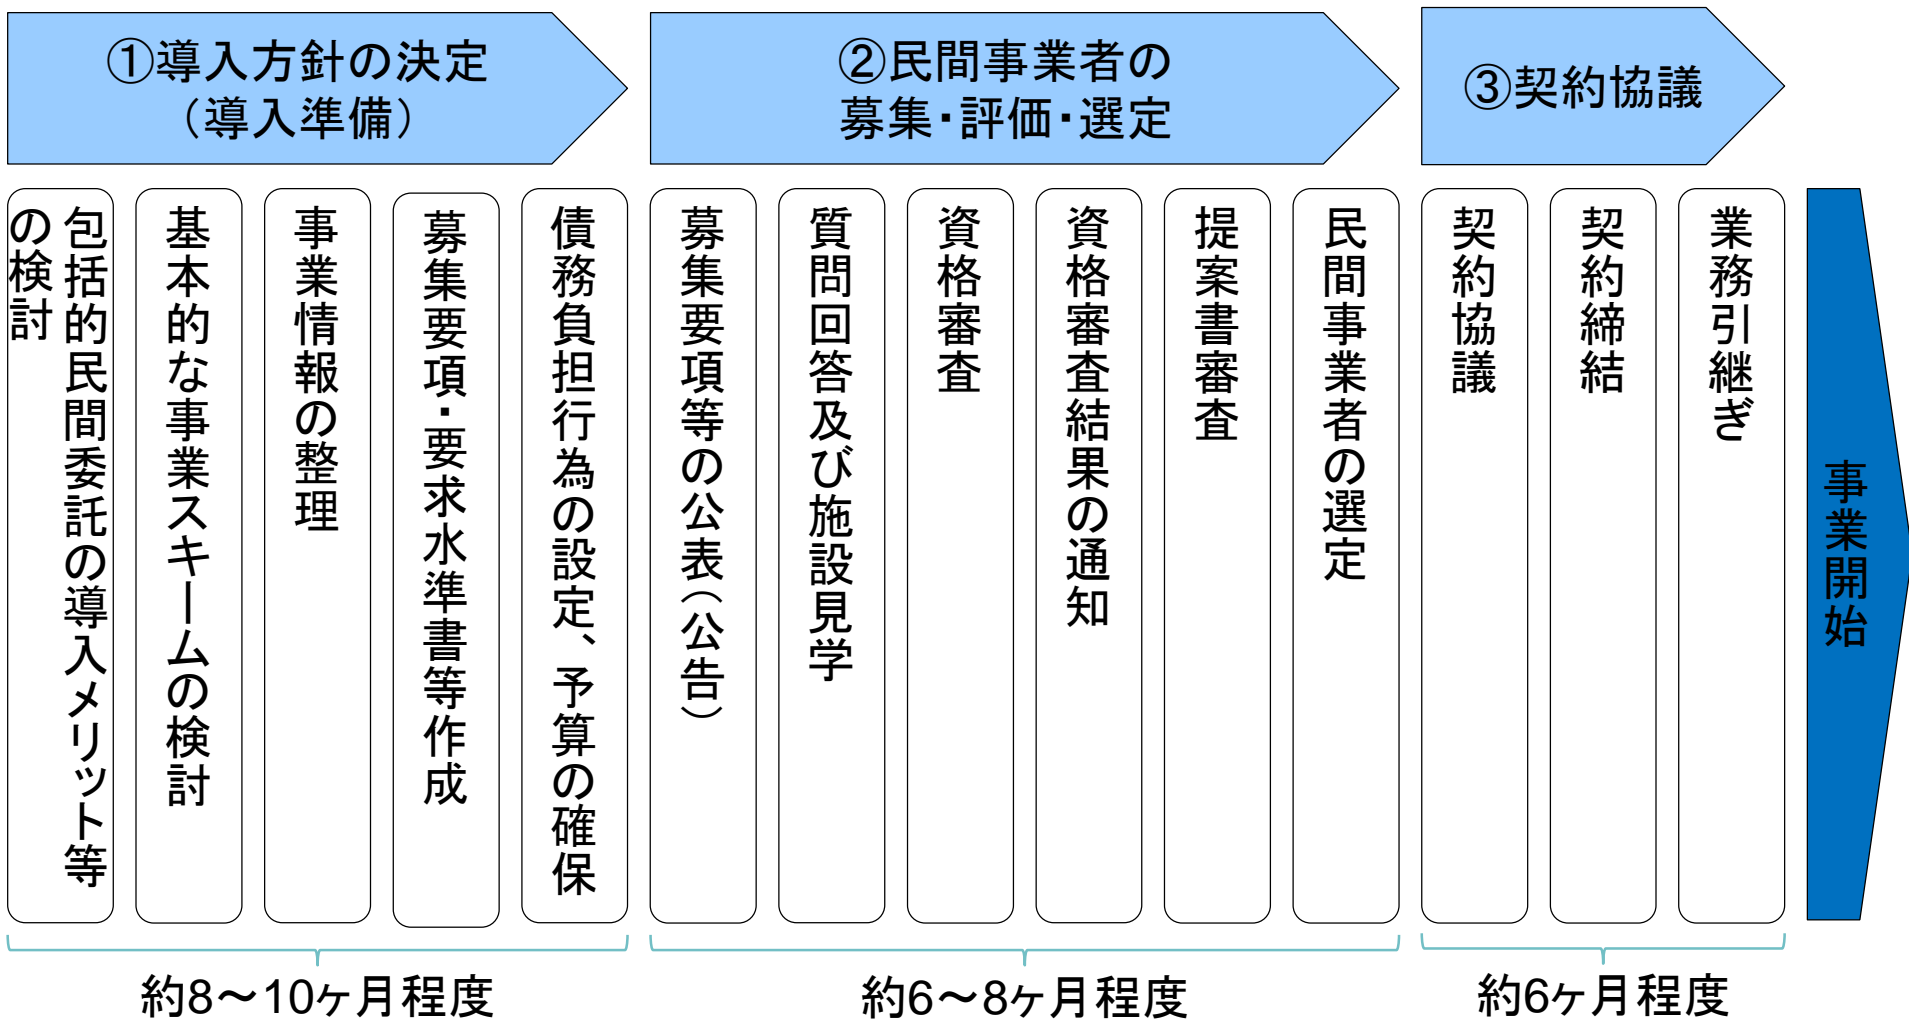 ①導入方針の決定
（導入準備）
②民間事業者の
募集・評価・選定
③契約協議
包括的民間委託の導入メリット等
の検討
基本的な事業スキームの検討
事業情報の整理
募集要項・要求水準書等作成
債務負担行為の設定、予算の確保
募集要項等の公表（公告）
質問回答及び施設見学
資格審査
資格審査結果の通知
提案書審査
民間事業者の選定
契約協議
契約締結
業務引継ぎ
事業開始
約8～10ヶ月程度
約6～8ヶ月程度
約6ヶ月程度